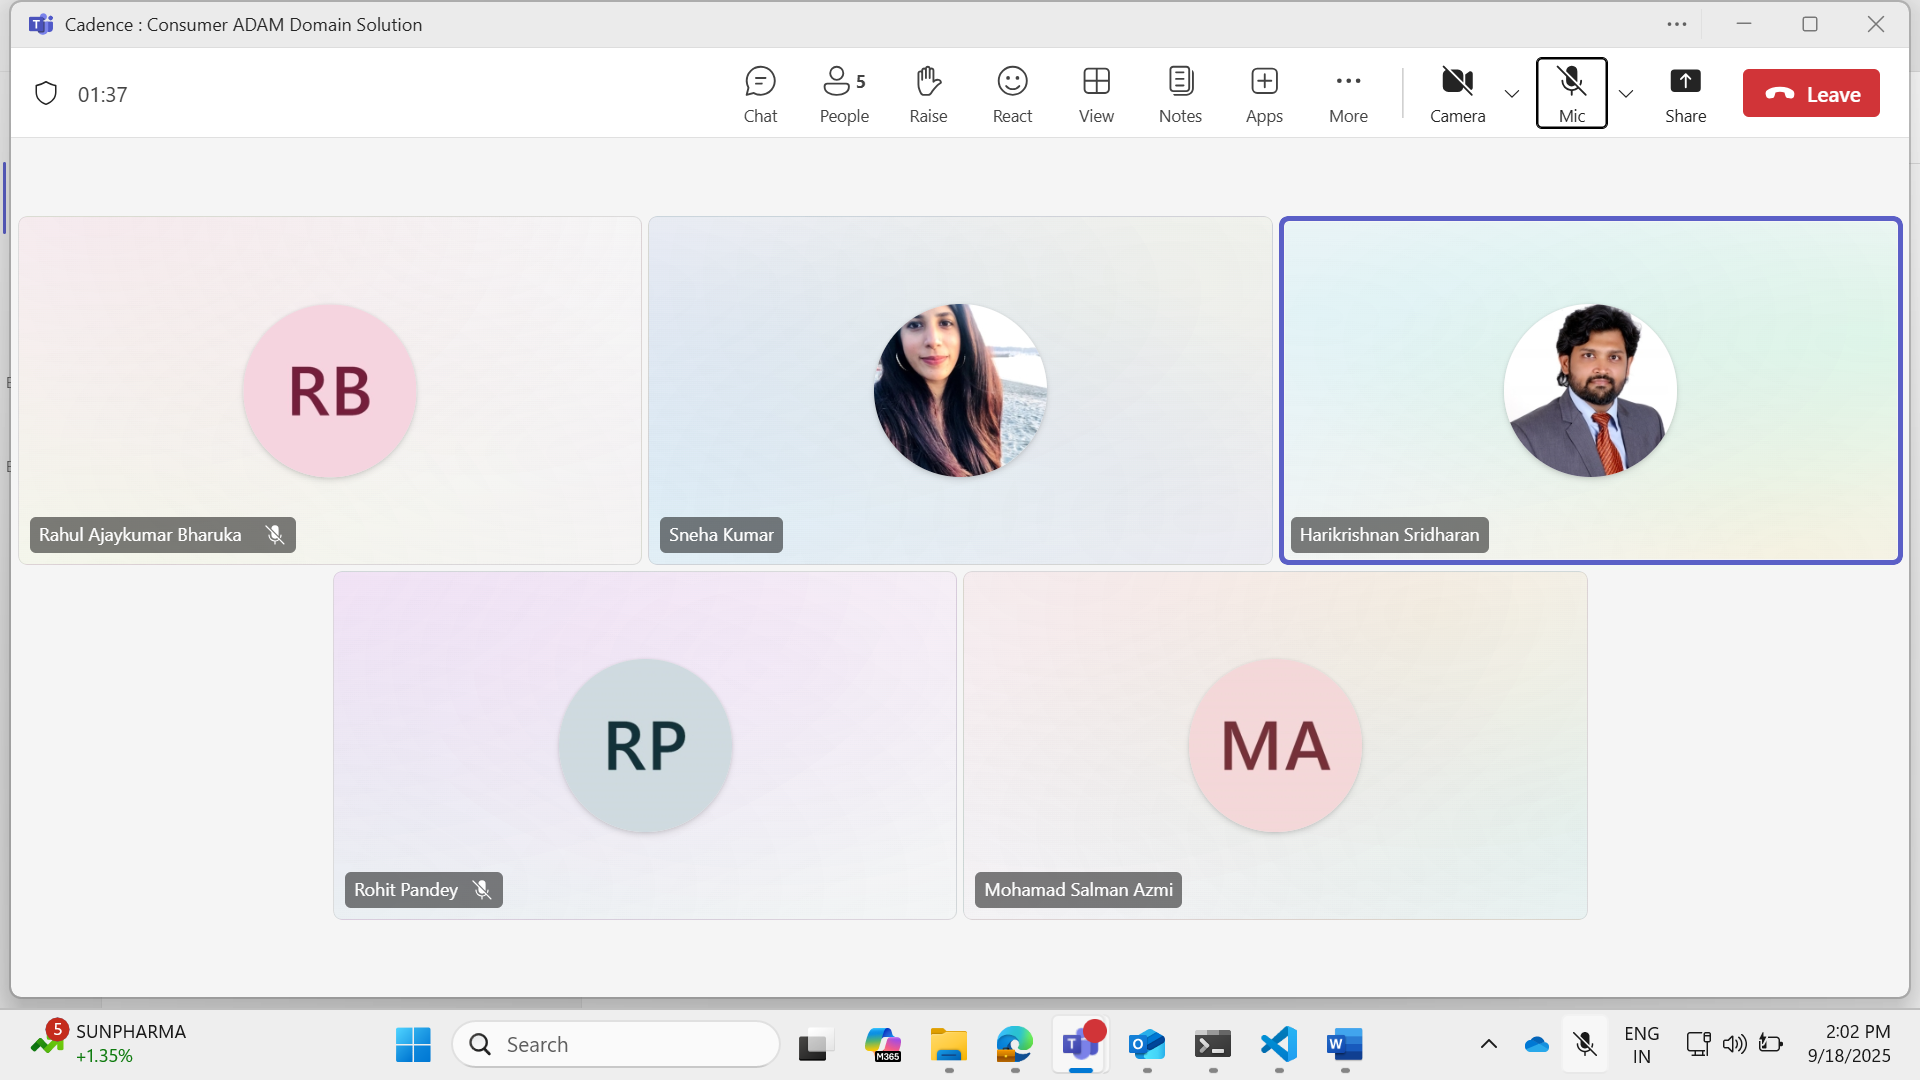 Cadence : Consumer ADAM Domain Solution
01:37
5
Chat
People
Raise
React
View
Notes
Apps
More
Camera
Mic
Share
Leave
RB
Rahul Ajaykumar Bharuka
Sneha Kumar
Harikrishnan Sridharan
RP
Rohit Pandey
MA
Mohamad Salman Azmi
5
SUNPHARMA
+1.35%
Search
M365
ENG
IN
2:02 PM
9/18/2025